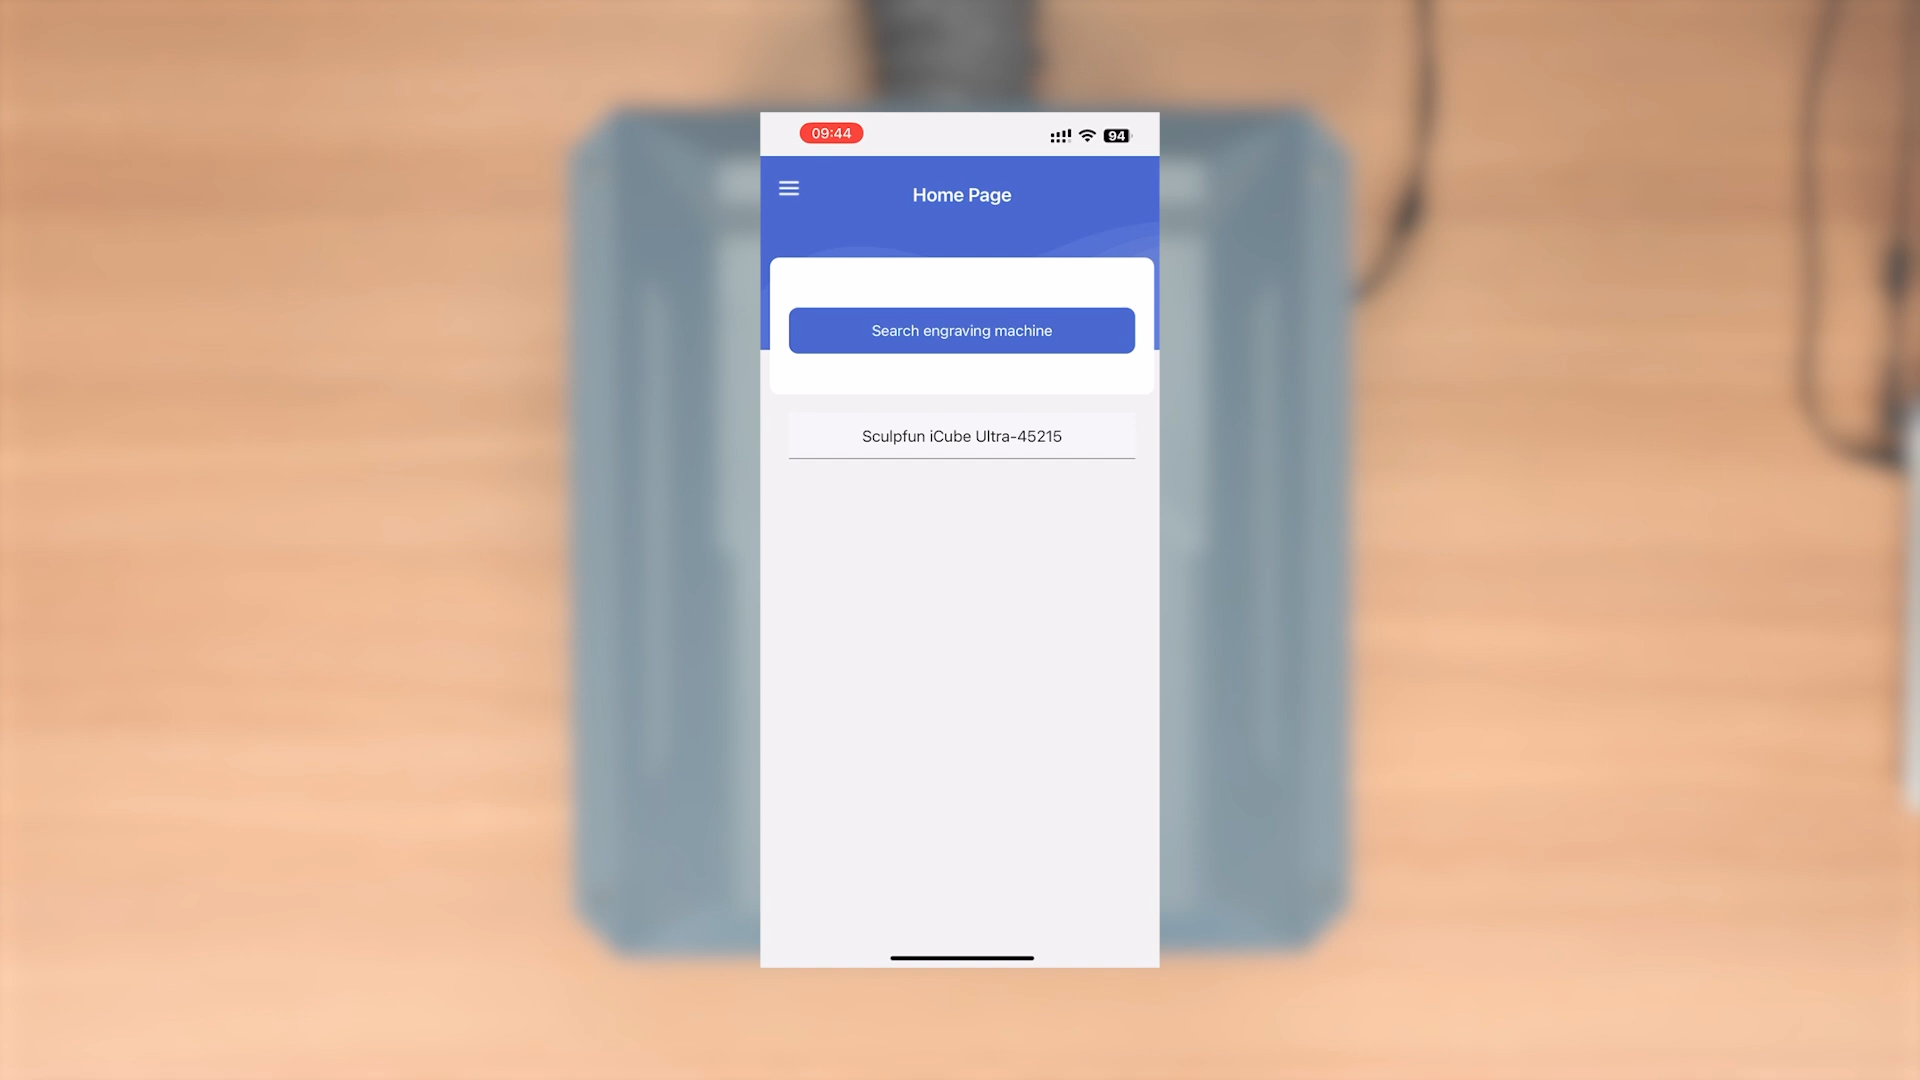 09:44
94
Home Page
Search engraving machine
Sculpfun iCube Ultra-45215